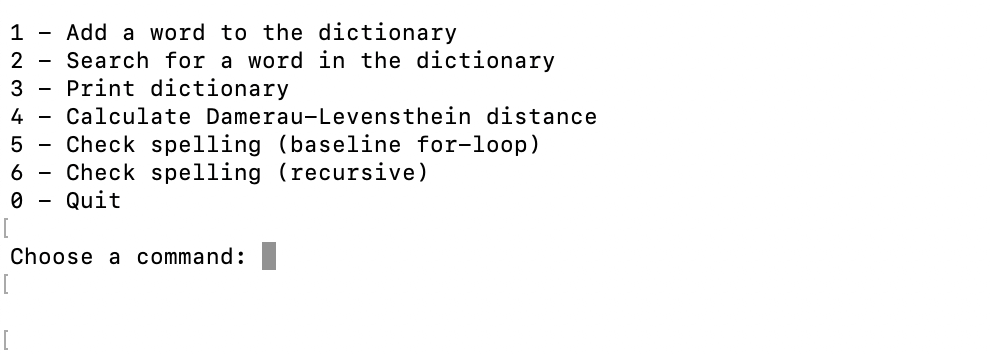 1 – Add a word to the dictionary
2 – Search for a word in the dictionary
3 – Print dictionary
4 – Calculate Damerau–Levensthein distance
5 – Check spelling (baseline for–loop)
6 – Check spelling (recursive)
0 – Quit
[
Choose a command:
[
[